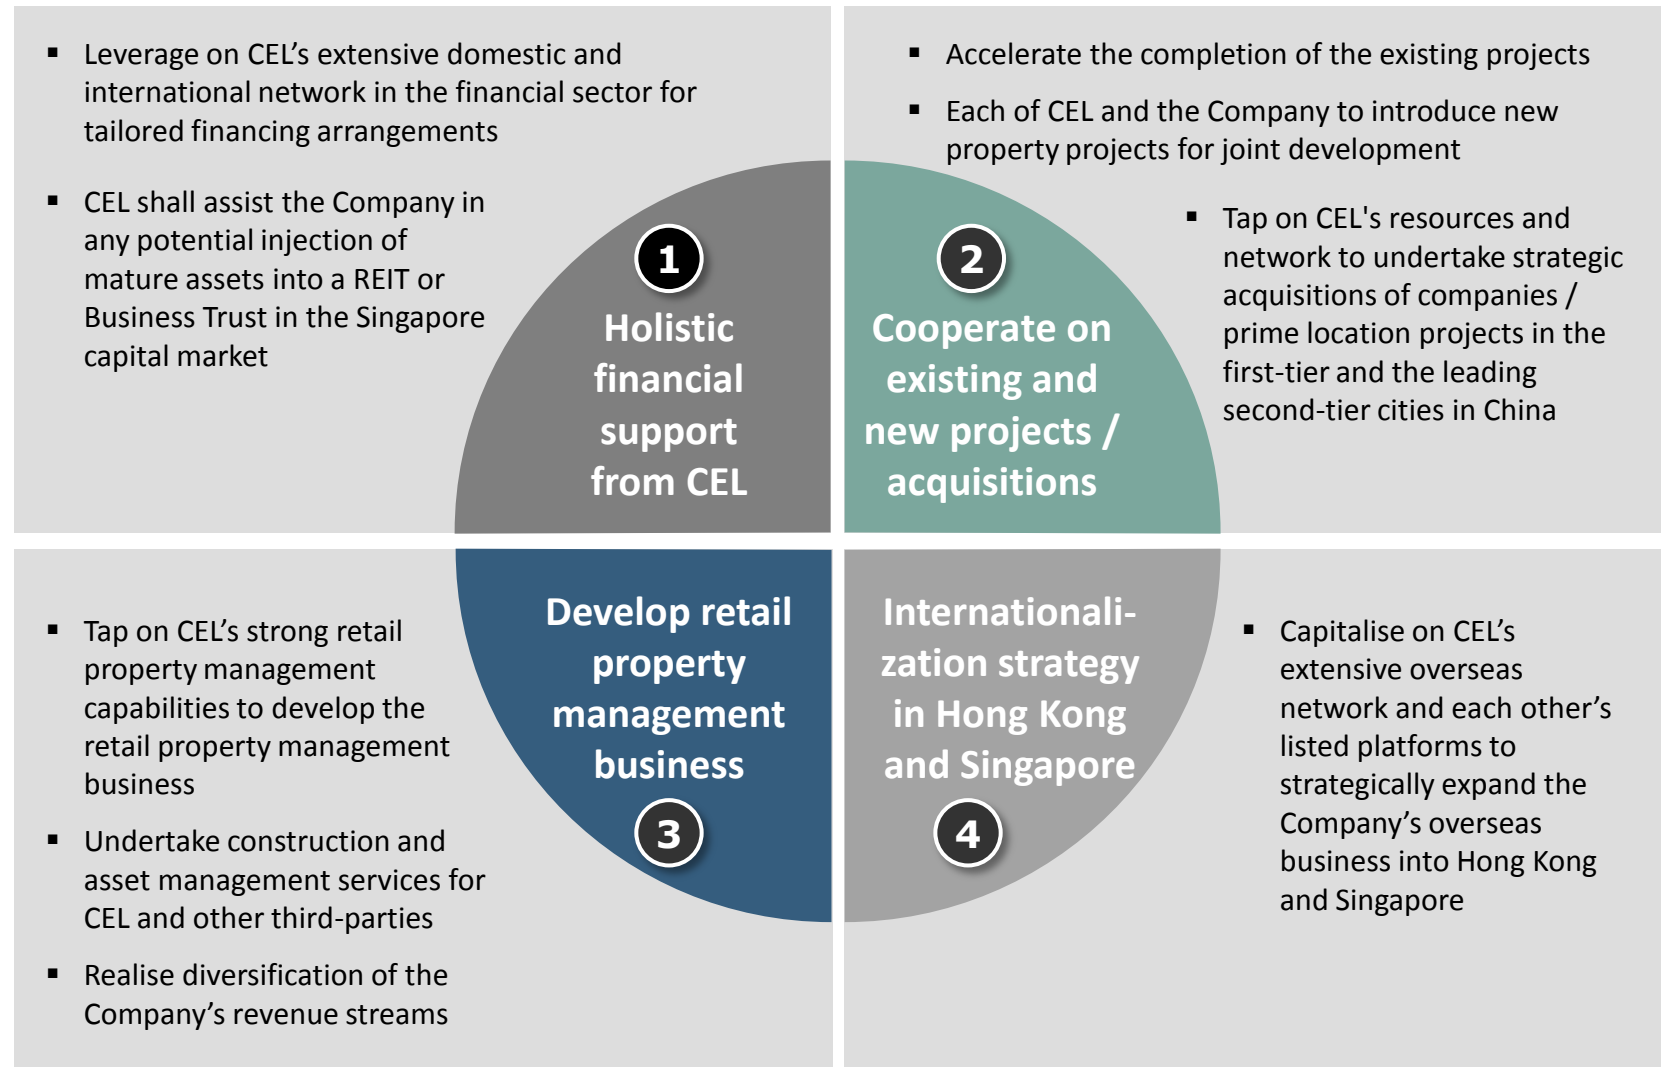 ▪ Leverage on CEL’s extensive domestic and
international network in the financial sector for
tailored financing arrangements
▪ CEL shall assist the Company in
any potential injection of
mature assets into a REIT or
Business Trust in the Singapore
capital market
1
Holistic
financial
support
from CEL
▪ Accelerate the completion of the existing projects
▪ Each of CEL and the Company to introduce new
property projects for joint development
▪ Tap on CEL's resources and
network to undertake strategic
acquisitions of companies /
prime location projects in the
first-tier and the leading
second-tier cities in China
2
Cooperate on
existing and
new projects /
acquisitions
▪ Tap on CEL’s strong retail
property management
capabilities to develop the
retail property management
business
▪ Undertake construction and
asset management services for
CEL and other third-parties
▪ Realise diversification of the
Company’s revenue streams
Develop retail
property
management
business
3
Internationali-
zation strategy
in Hong Kong
and Singapore
4
▪ Capitalise on CEL’s
extensive overseas
network and each other’s
listed platforms to
strategically expand the
Company’s overseas
business into Hong Kong
and Singapore